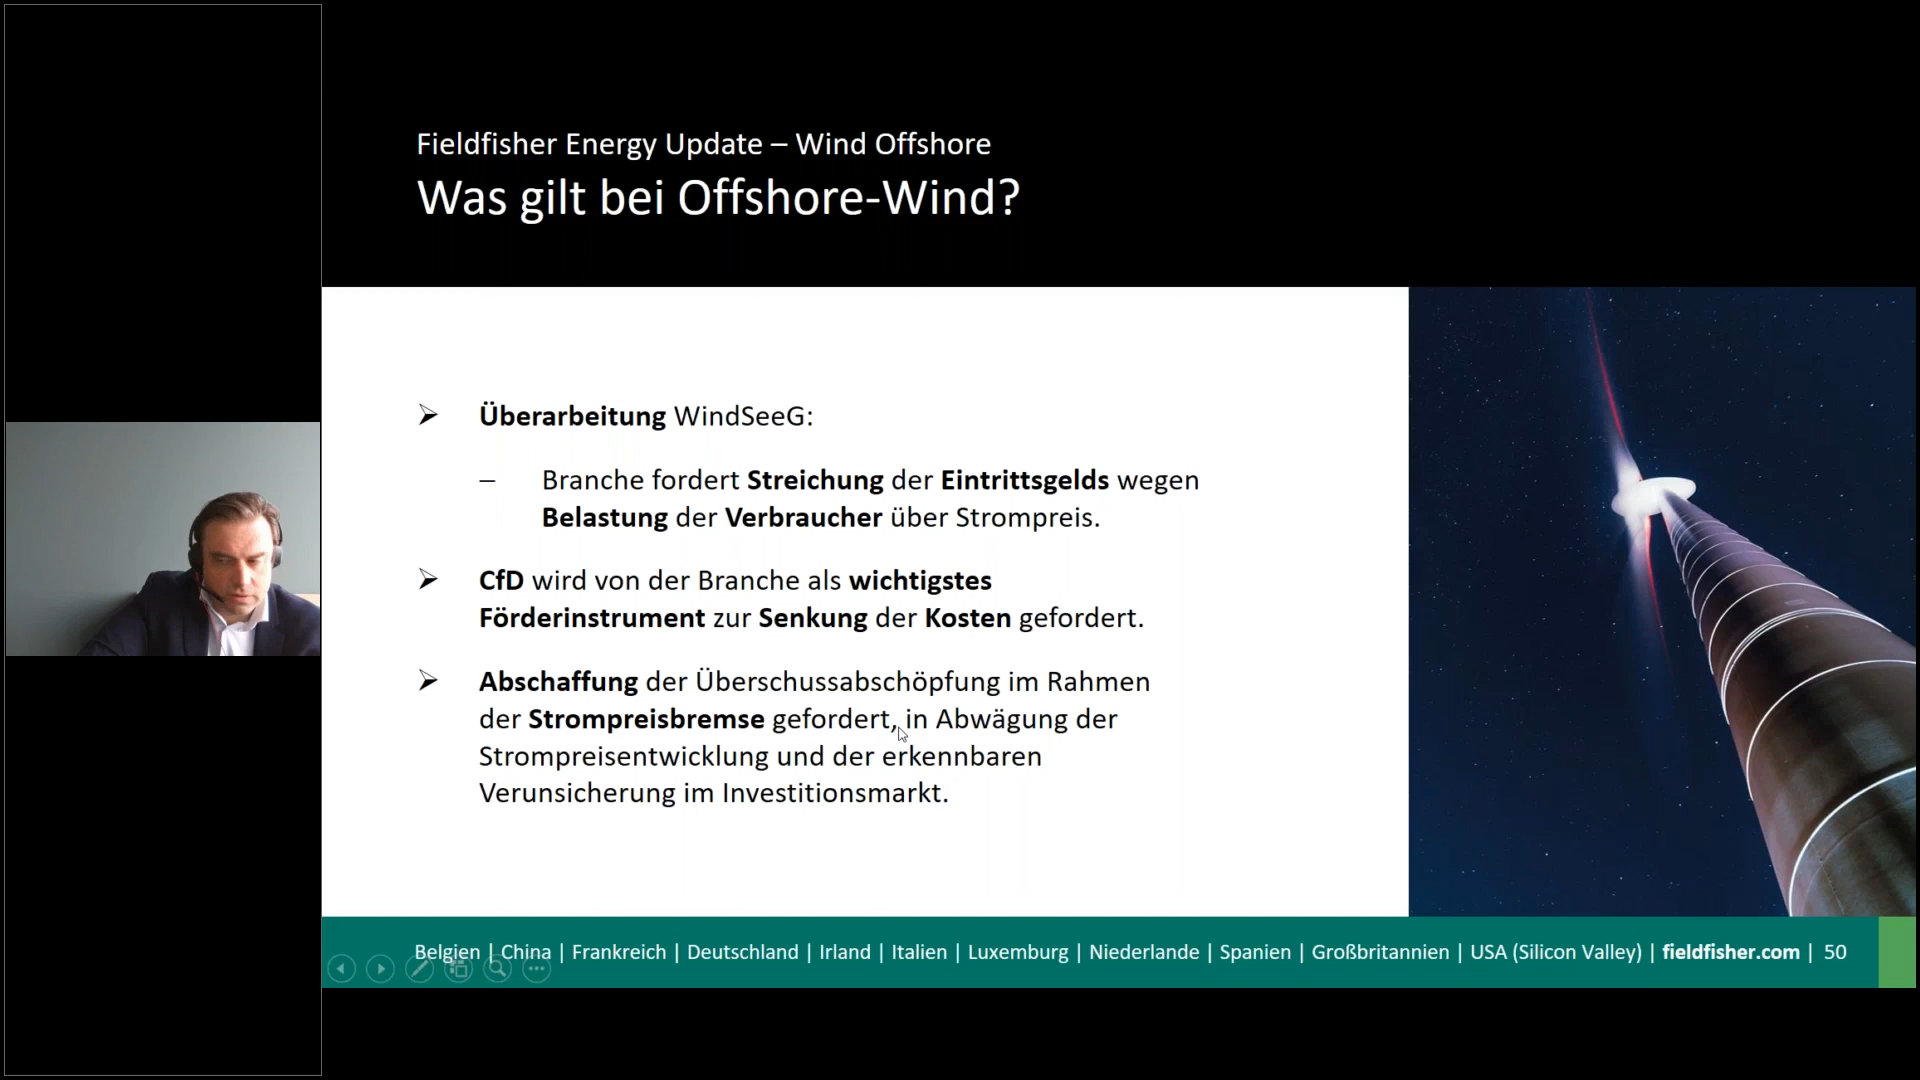 Fieldfisher Energy Update – Wind Offshore
Was gilt bei Offshore-Wind?
➢ Überarbeitung WindSeeG:
– Branche fordert Streichung der Eintrittsgelds wegen
Belastung der Verbraucher über Strompreis.
➢ CfD wird von der Branche als wichtigstes
Förderinstrument zur Senkung der Kosten gefordert.
➢ Abschaffung der Überschussabschöpfung im Rahmen
der Strompreisbremse gefordert, in Abwägung der
Strompreisentwicklung und der erkennbaren
Verunsicherung im Investitionsmarkt.
Belgien | China | Frankreich | Deutschland | Irland | Italien | Luxemburg | Niederlande | Spanien | Großbritannien | USA (Silicon Valley) | fieldfisher.com | 50